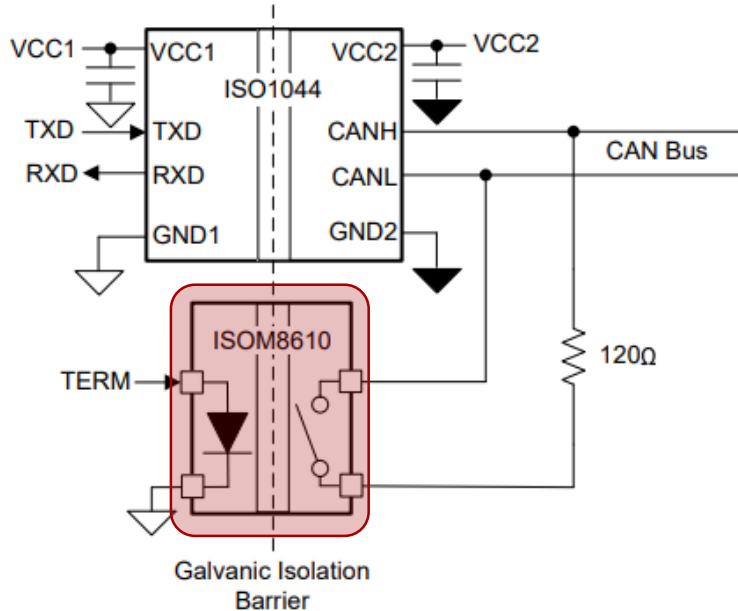 VCC1
VCC1
VCC2
VCC2
ISO1044
TXD
TXD
CANH
CAN Bus
RXD
RXD
CANL
GND1
GND2
ISOM8610
120Ω
TERM
Galvanic Isolation
Barrier